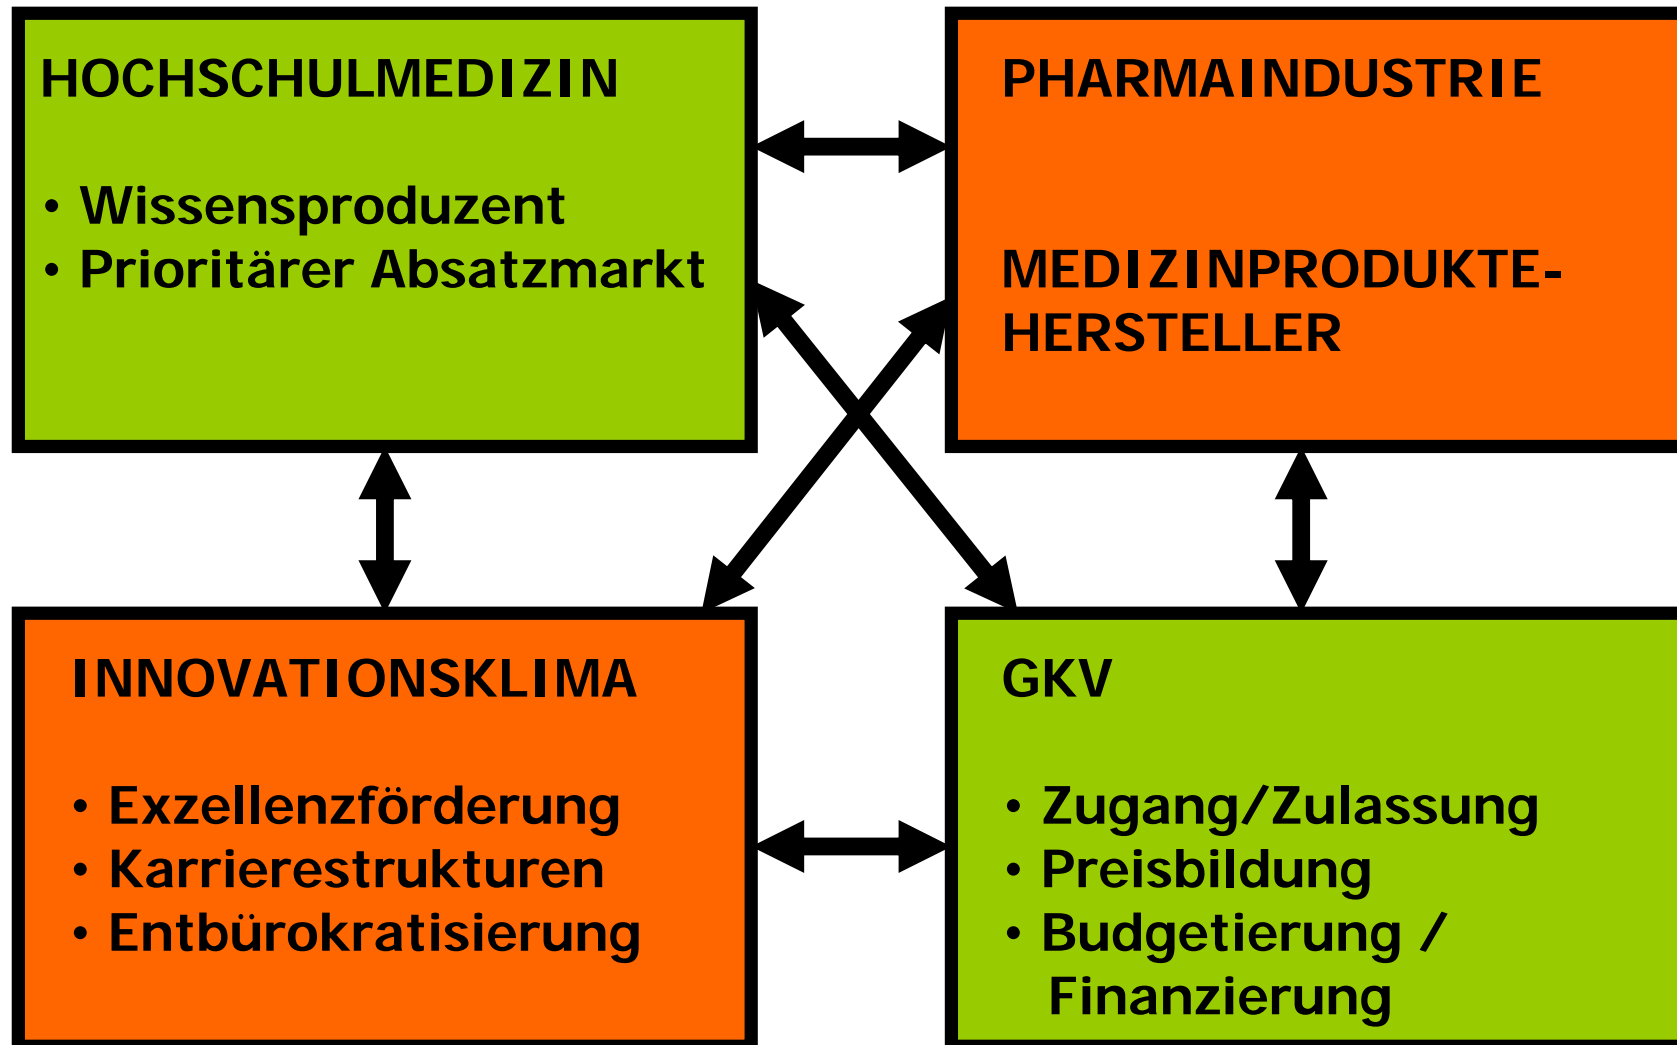 HOCHSCHULMEDIZIN
• Wissensproduzent
• Prioritärer Absatzmarkt
PHARMAINDUSTRIE
MEDIZINPRODUKTE-
HERSTELLER
INNOVATIONSKLIMA
• Exzellenzförderung
• Karrierestrukturen
• Entbürokratisierung
GKV
• Zugang/Zulassung
• Preisbildung
• Budgetierung /
Finanzierung